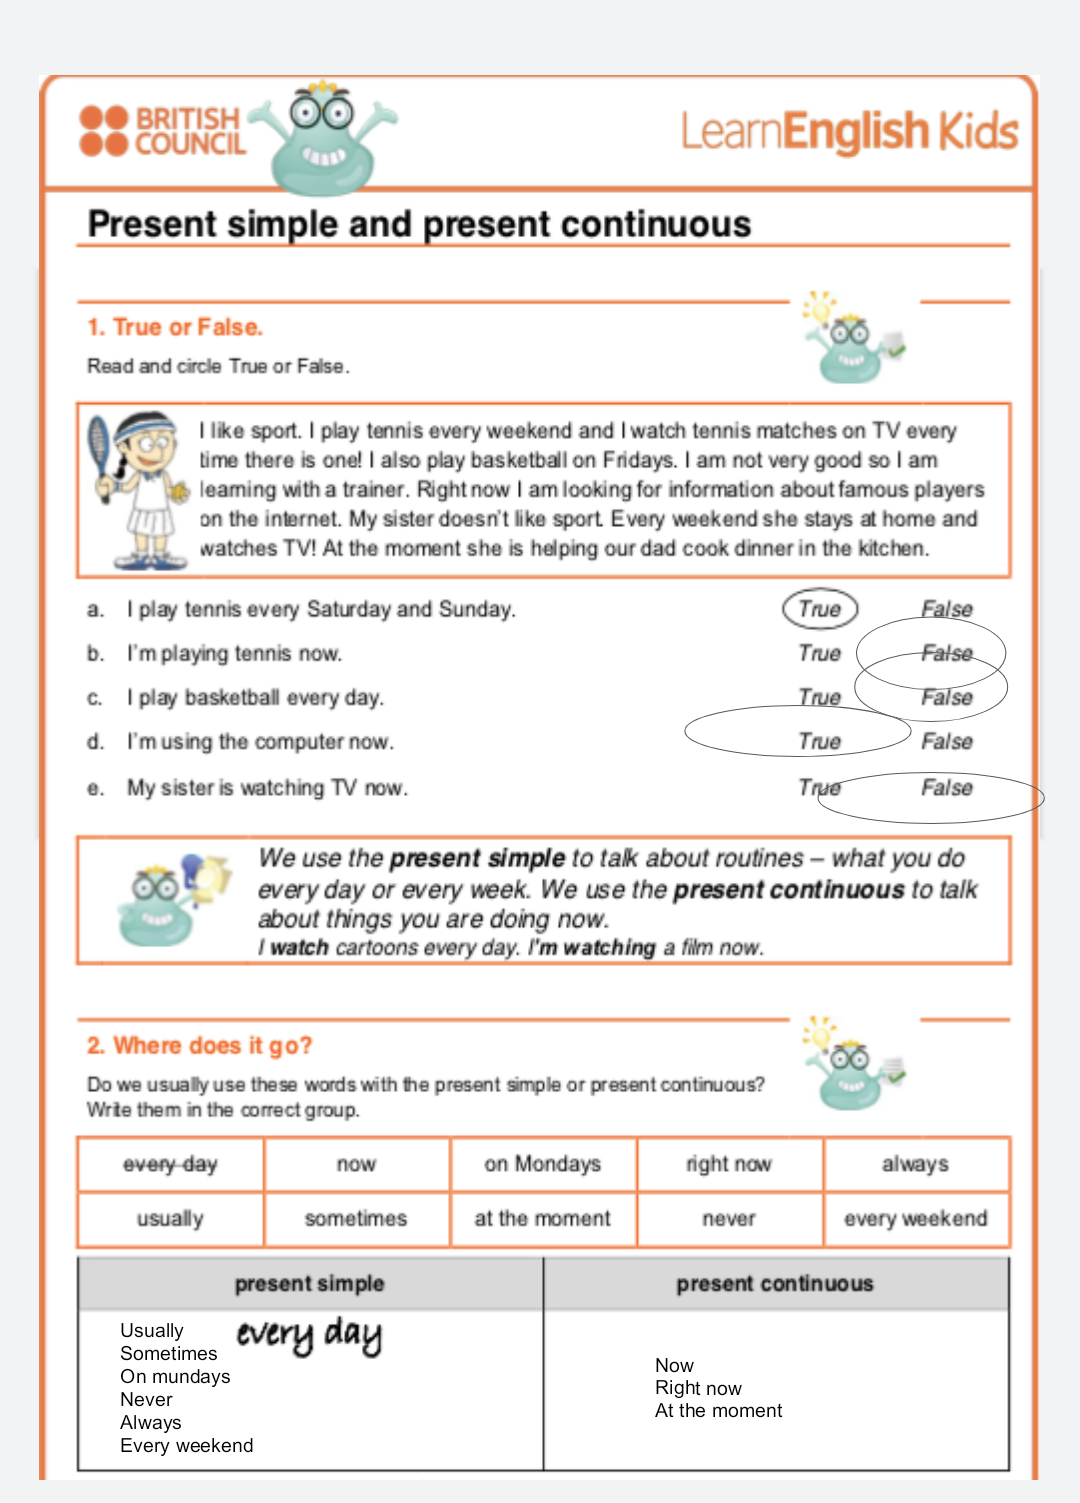 BRITISH
COUNCIL
LearnEnglish Kids
Present simple and present continuous
1. True or False.
Read and circle True or False.
I like sport. I play tennis every weekend and I watch tennis matches on TV every
time there is one! I also play basketball on Fridays. I am not very good so I am
learning with a trainer. Right now I am looking for information about famous players
on the internet. My sister doesn't like sport. Every weekend she stays at home and
watches TV! At the moment she is helping our dad cook dinner in the kitchen.
a. I play tennis every Saturday and Sunday. True False
b. I'm playing tennis now. True False
c. I play basketball every day. True False
d. I'm using the computer now. True False
e. My sister is watching TV now. True False
We use the present simple to talk about routines – what you do
every day or every week. We use the present continuous to talk
about things you are doing now.
I watch cartoons every day. I'm watching a film now.
2. Where does it go?
Do we usually use these words with the present simple or present continuous?
Write them in the correct group.
every day now on Mondays right now always
usually sometimes at the moment never every weekend
present simple present continuous
every day
Usually
Sometimes
On mundays
Never
Always
Every weekend
Now
Right now
At the moment